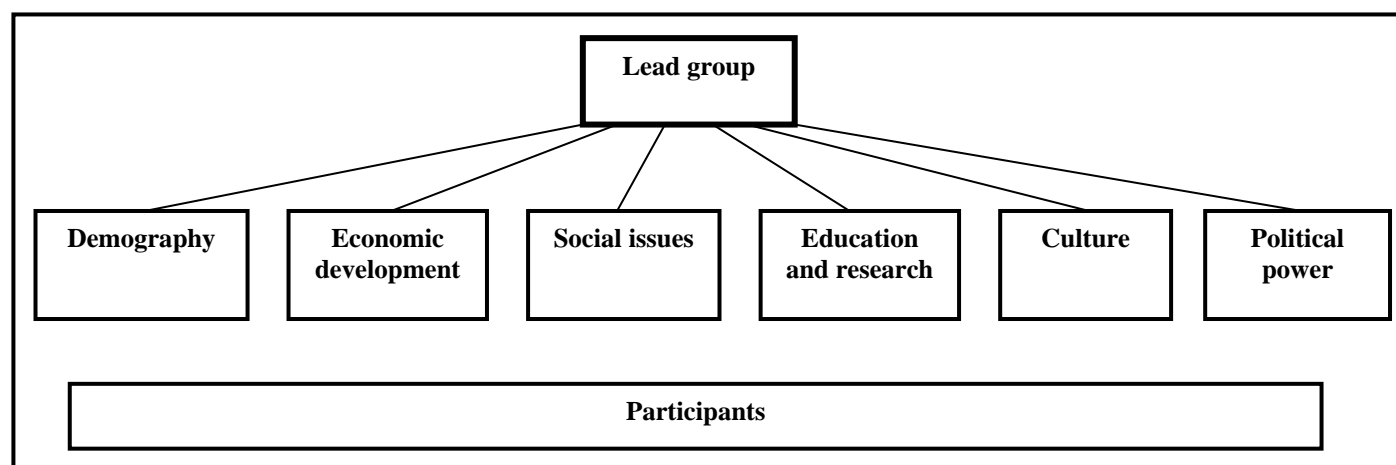 Lead group
Demography
Economic
development
Social issues
Education
and research
Culture
Political
power
Participants